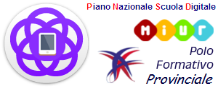 Piano Nazionale Scuola Digitale
MIUR
Polo
Formativo
Provinciale